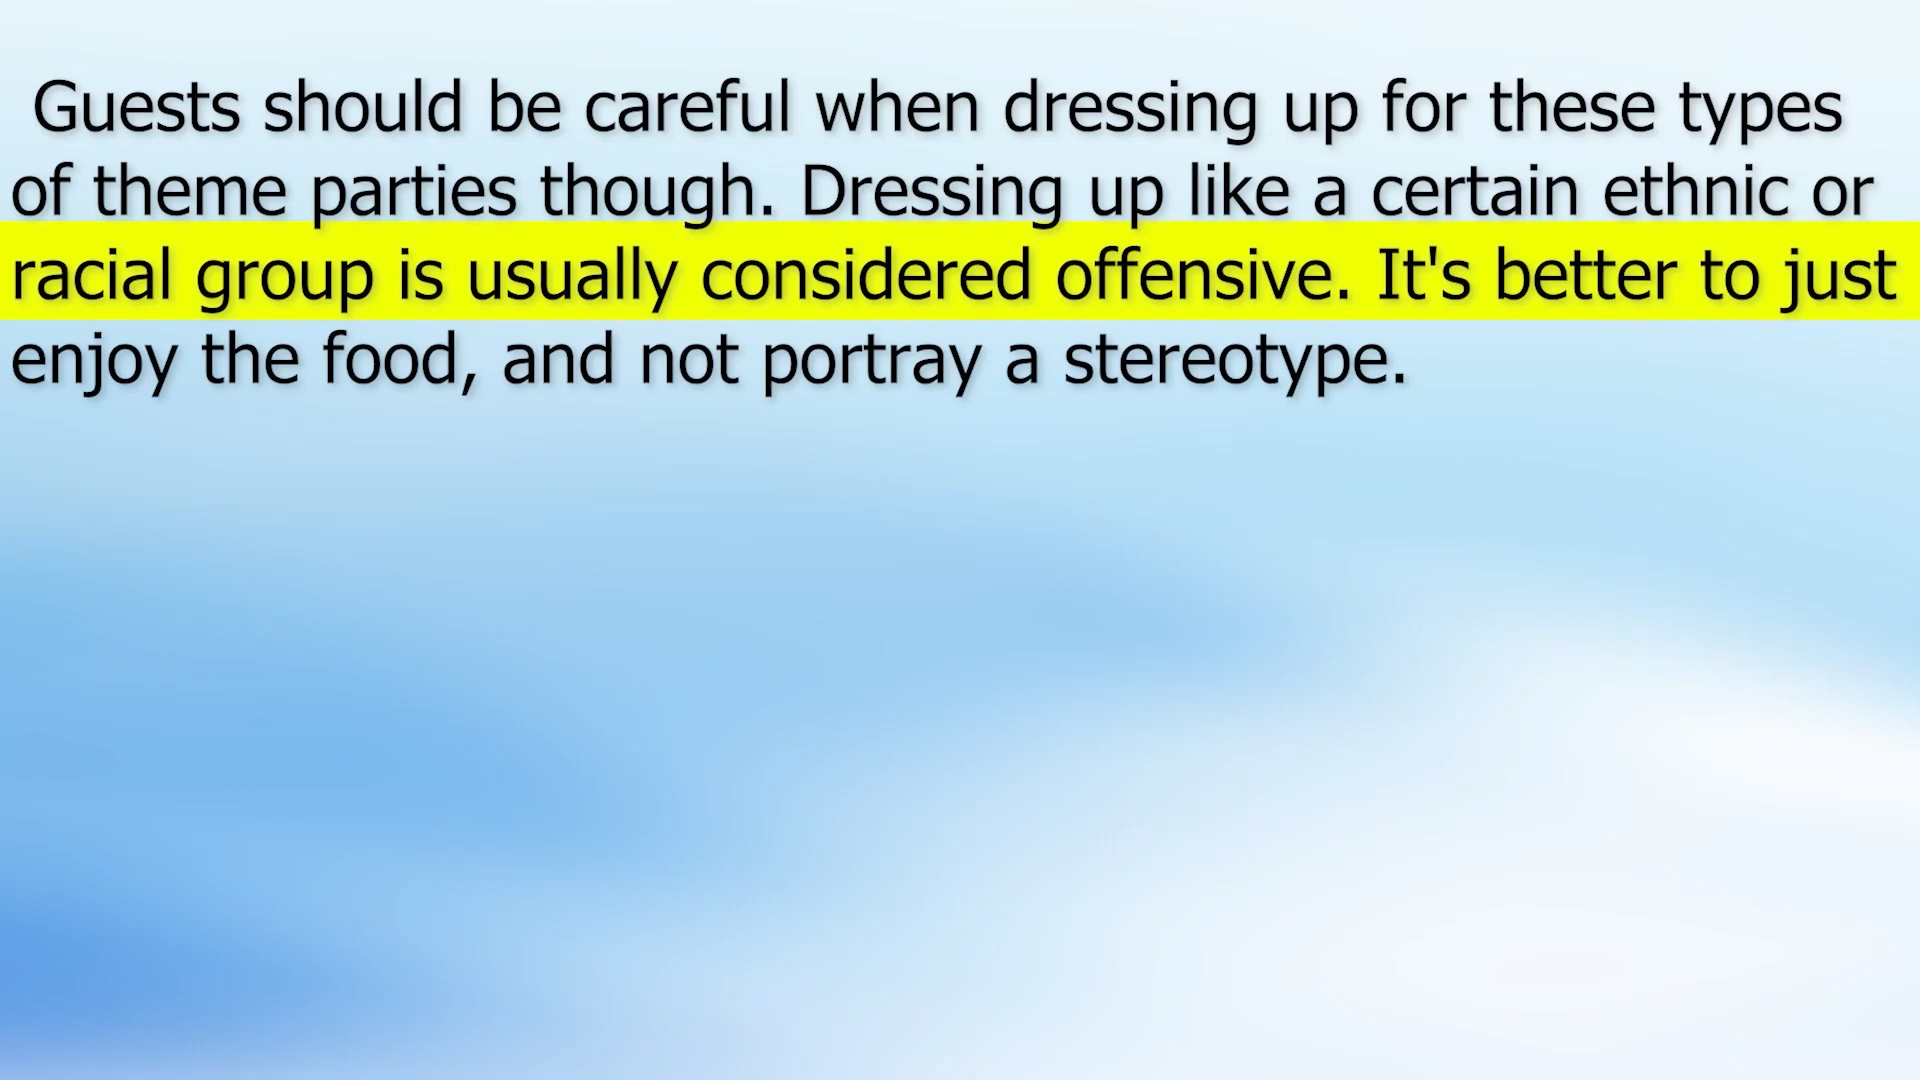 Guests should be careful when dressing up for these types
of theme parties though. Dressing up like a certain ethnic or
racial group is usually considered offensive. It's better to just
enjoy the food, and not portray a stereotype.